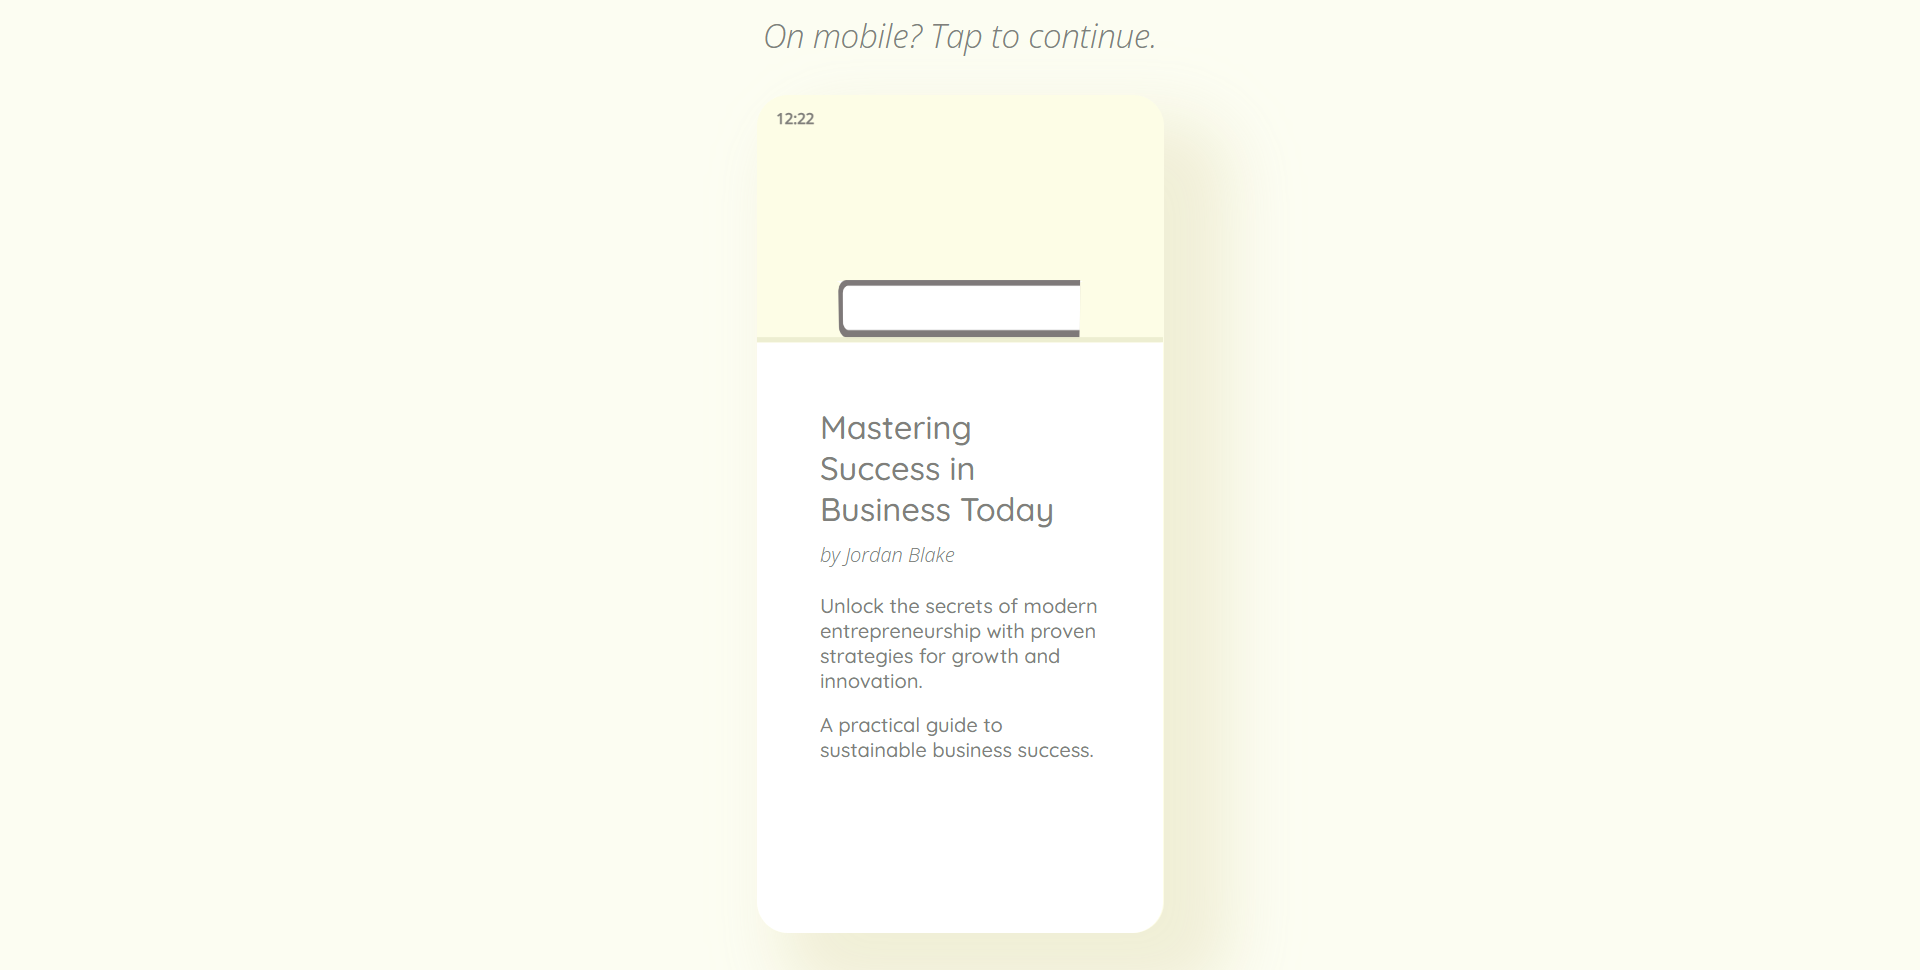 On mobile? Tap to continue.
12:22
Mastering
Success in
Business Today
by Jordan Blake
Unlock the secrets of modern
entrepreneurship with proven
strategies for growth and
innovation.
A practical guide to
sustainable business success.